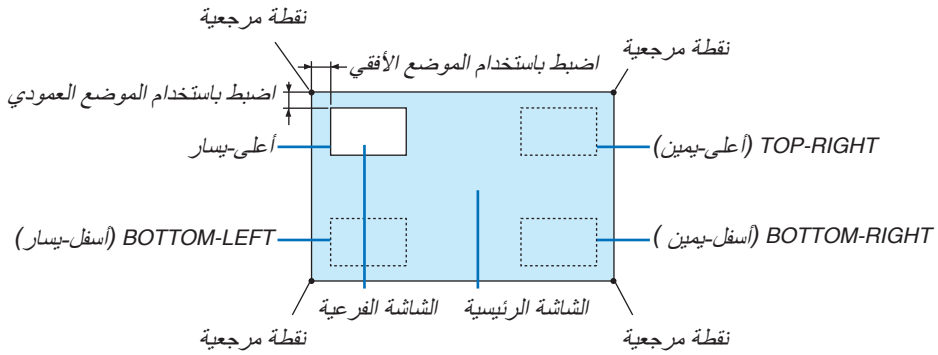 نقطة مرجعية
نقطة مرجعية
اضبط باستخدام الموضع الأفقي
اضبط باستخدام الموضع العمودي
أعلى-يسار
TOP-RIGHT (أعلى-يمين)
BOTTOM-LEFT (أسفل-يسار)
BOTTOM-RIGHT (أسفل-يمين )
الشاشة الفرعية
الشاشة الرئيسية
نقطة مرجعية
نقطة مرجعية